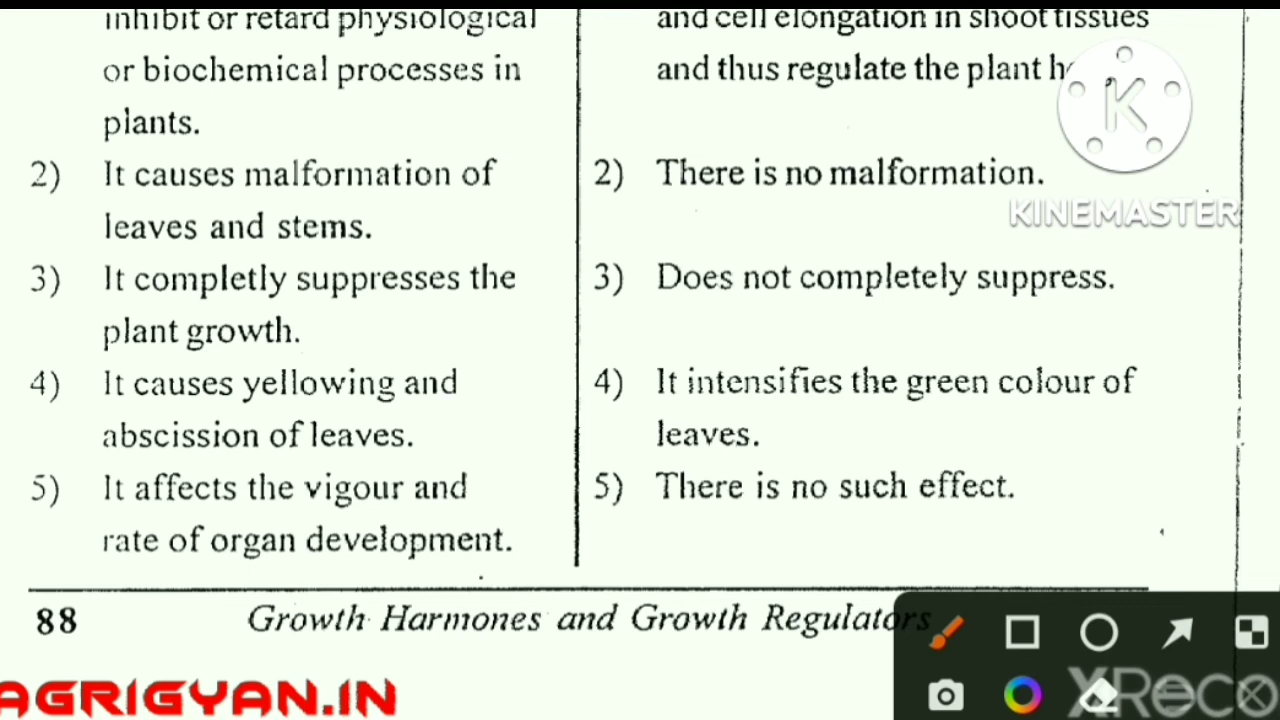 inhibit or retard physiological
or biochemical processes in
plants.
2) It causes malformation of
leaves and stems.
3) It completly suppresses the
plant growth.
4) It causes yellowing and
abscission of leaves.
5) It affects the vigour and
rate of organ development.
and cell elongation in shoot tissues
and thus regulate the plant
2) There is no malformation.
3) Does not completely suppress.
4) It intensifies the green colour of
leaves.
5) There is no such effect.
88 Growth Harmones and Growth Regulators
K
KINEMASTER
AGRIGYAN.IN
XReco